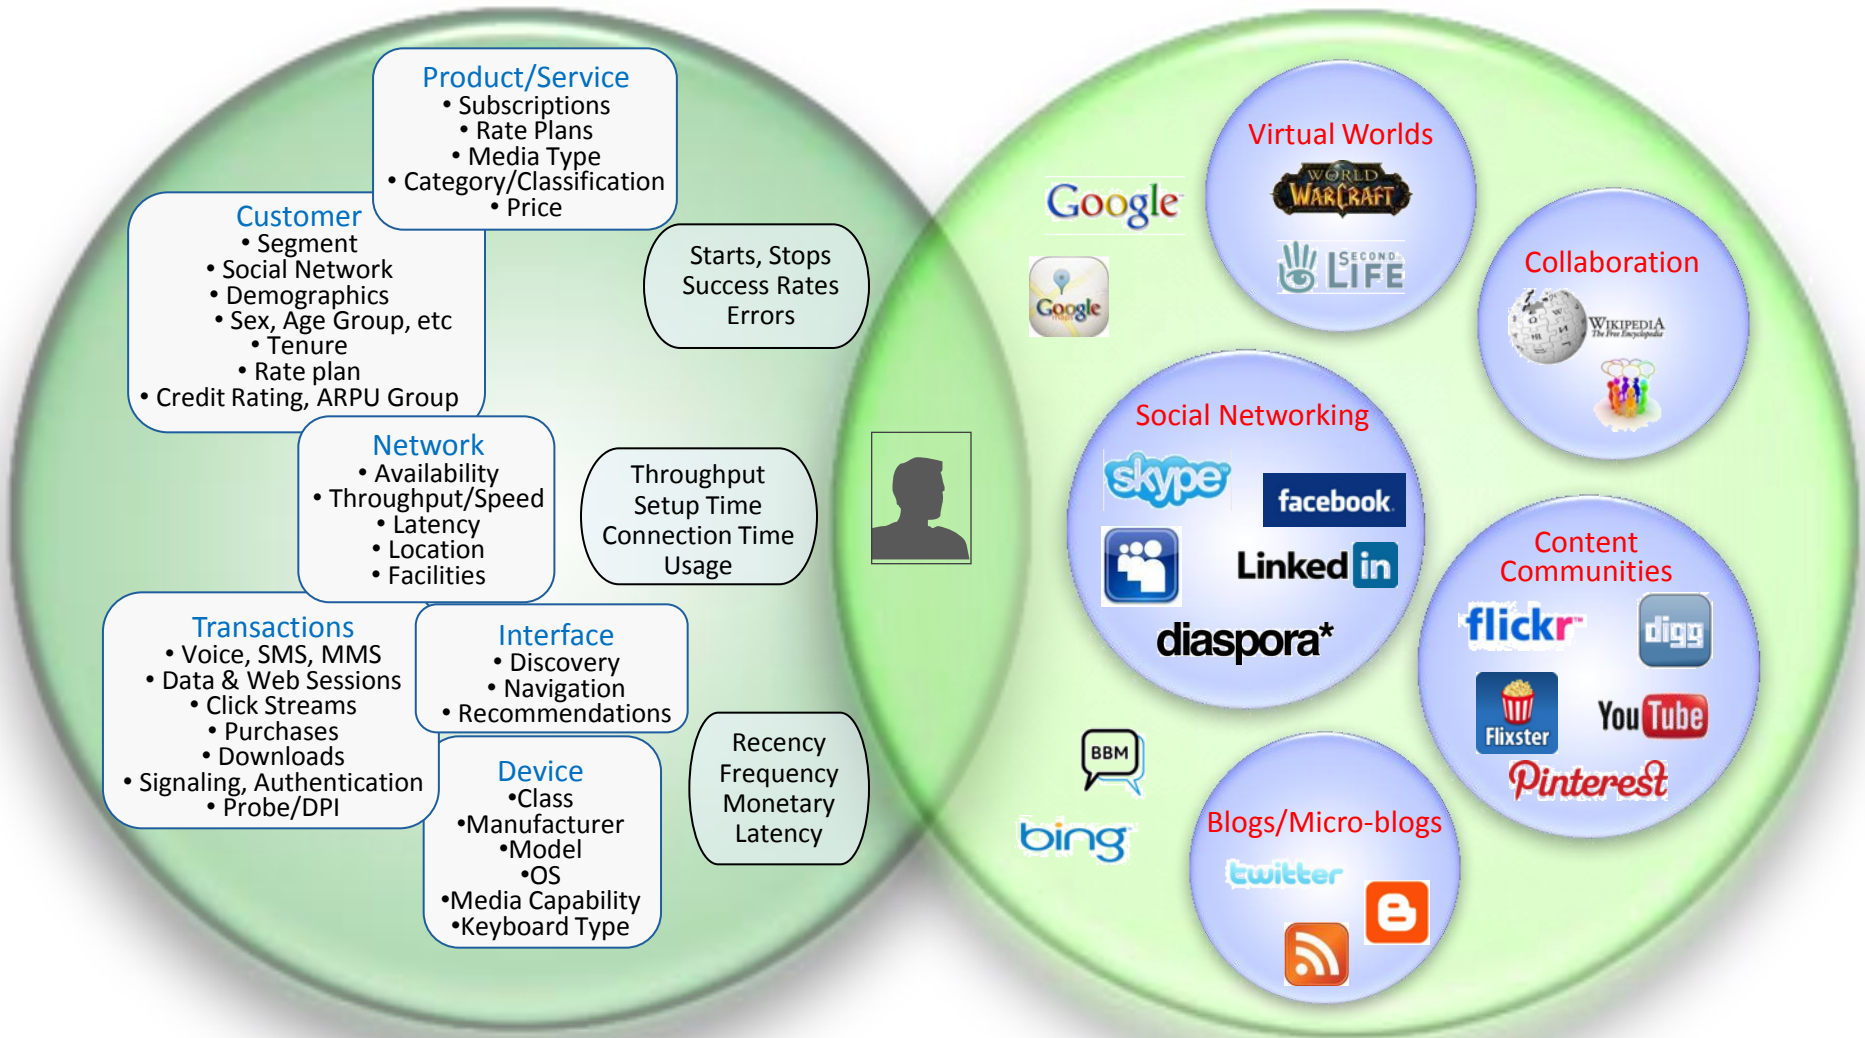 Product/Service
• Subscriptions
• Rate Plans
• Media Type
• Category/Classification
• Price
Customer
• Segment
• Social Network
• Demographics
• Sex, Age Group, etc
• Tenure
• Rate plan
• Credit Rating, ARPU Group
Network
• Availability
• Throughput/Speed
• Latency
• Location
• Facilities
Transactions
• Voice, SMS, MMS
• Data & Web Sessions
• Click Streams
• Purchases
• Downloads
• Signaling, Authentication
• Probe/DPI
Interface
• Discovery
• Navigation
• Recommendations
Device
•Class
•Manufacturer
•Model
•OS
•Media Capability
•Keyboard Type
Starts, Stops
Success Rates
Errors
Throughput
Setup Time
Connection Time
Usage
Recency
Frequency
Monetary
Latency
Google
Google
maps
Virtual Worlds
WORLD
WARCRAFT
SECOND
LIFE
Collaboration
WIKIPEDIA
The Free Encyclopedia
Social Networking
skype
facebook
Linked in
diaspora*
Content
Communities
flickr
digg
Flixster
You Tube
Pinterest
BBM
bing
Blogs/Micro-blogs
twitter